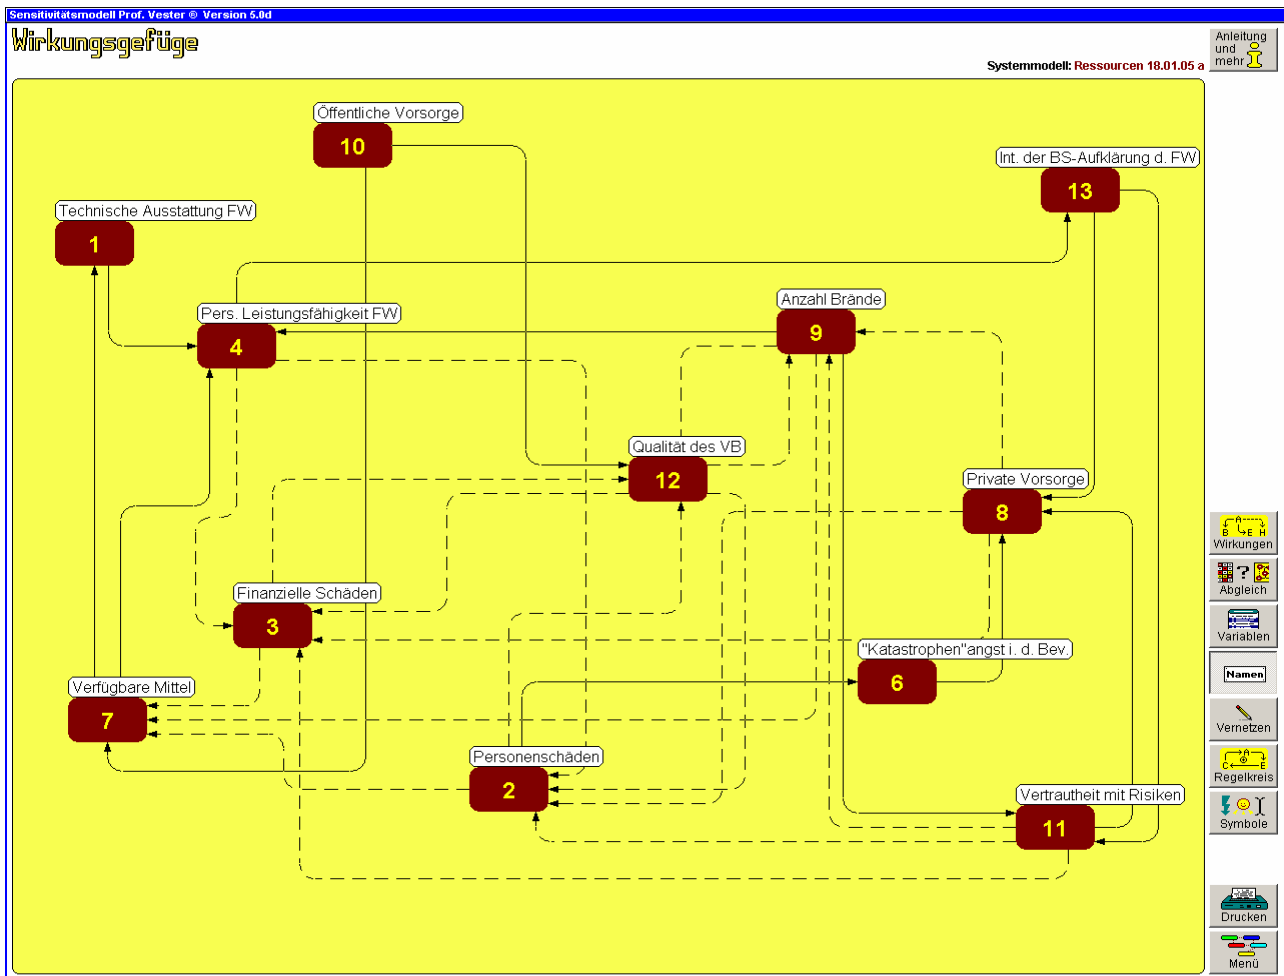 Sensitivitätsmodell Prof. Vester ® Version 5.0d
Wirkungsgefüge
Anleitung
und
mehr
Systemmodell: Ressourcen 18.01.05 a
Öffentliche Vorsorge
10
Int. der BS-Aufklärung d. FW
13
Technische Ausstattung FW
1
Pers. Leistungsfähigkeit FW
4
Anzahl Brände
9
Qualität des VB
12
Private Vorsorge
8
Finanzielle Schäden
3
"Katastrophen"angst i. d. Bev.
6
Verfügbare Mittel
7
Personenschäden
2
Vertrautheit mit Risiken
11
A
B E H
Wirkungen
?
Abgleich
Variablen
Namen
Vernetzen
A
C E
Regelkreis
Symbole
Drucken
Menü